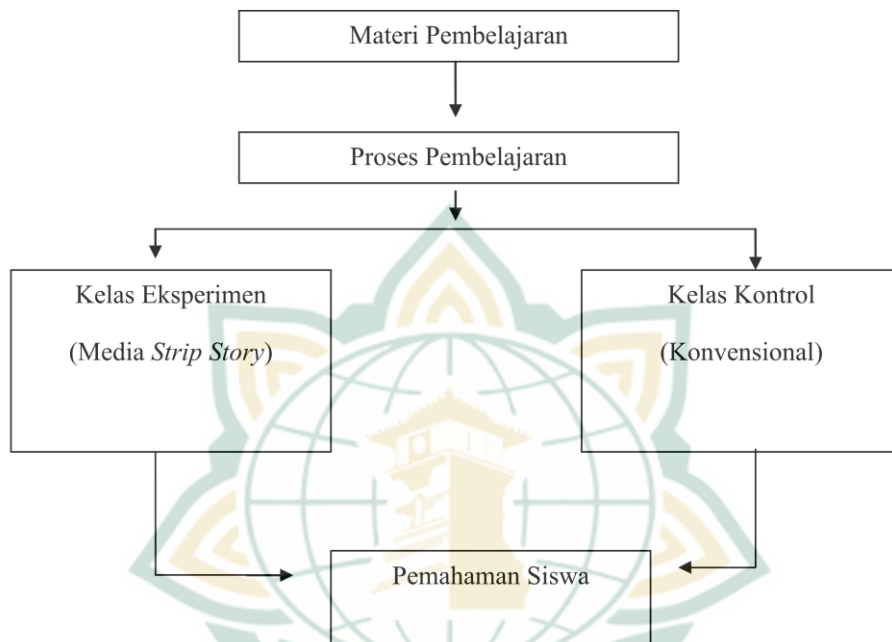 Materi Pembelajaran
Proses Pembelajaran
Kelas Eksperimen
(Media Strip Story)
Kelas Kontrol
(Konvensional)
Pemahaman Siswa